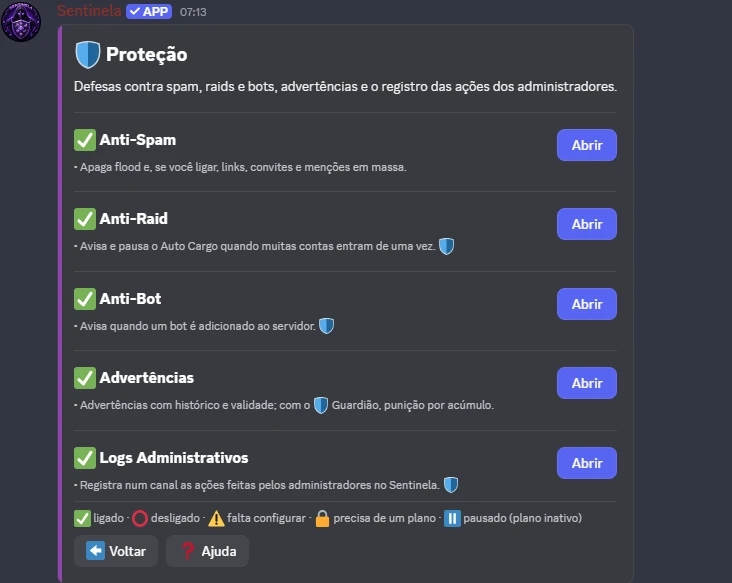 Sentinela ✓ APP 07:13
🛡️ Proteção
Defesas contra spam, raids e bots, advertências e o registro das ações dos administradores.
✅ Anti-Spam
Abrir
• Apaga flood e, se você ligar, links, convites e menções em massa.
✅ Anti-Raid
Abrir
• Avisa e pausa o Auto Cargo quando muitas contas entram de uma vez. 🛡️
✅ Anti-Bot
Abrir
• Avisa quando um bot é adicionado ao servidor. 🛡️
✅ Advertências
Abrir
• Advertências com histórico e validade; com o 🛡️ Guardião, punição por acúmulo.
✅ Logs Administrativos
Abrir
• Registra num canal as ações feitas pelos administradores no Sentinela. 🛡️
✅ ligado · ⭕ desligado · ⚠️ falta configurar · 🔒 precisa de um plano · ⏸️ pausado (plano inativo)
⬅️ Voltar ❓ Ajuda